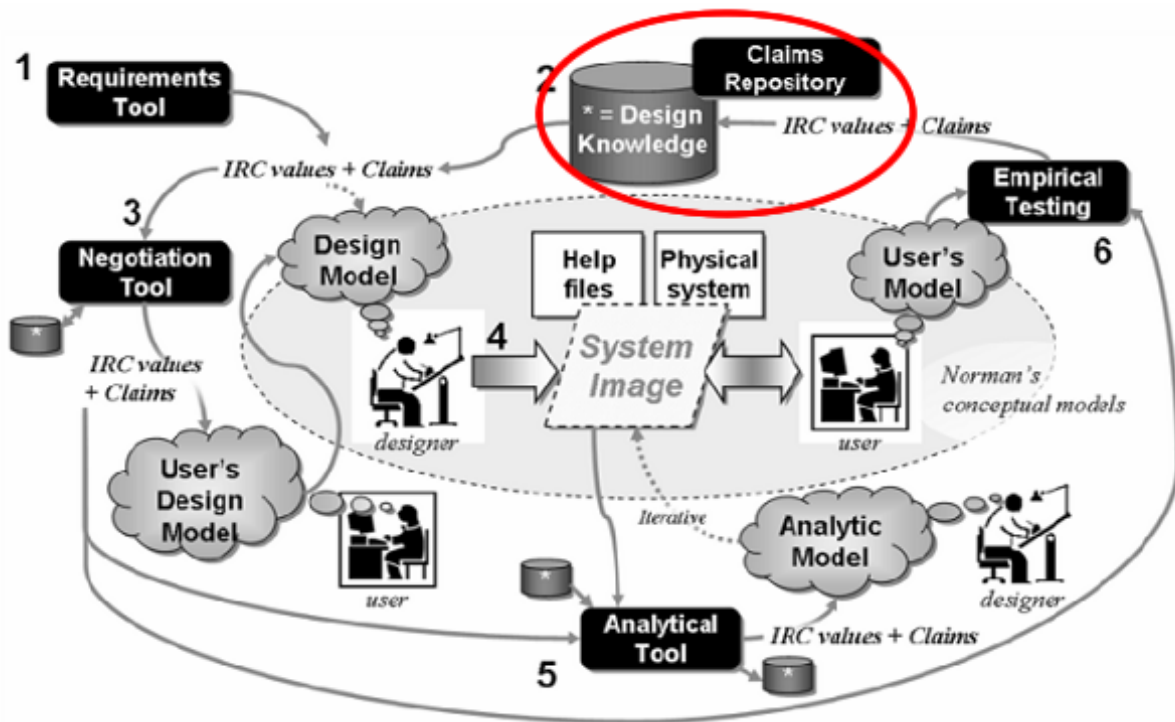 1
Requirements
Tool
2
Claims
Repository
* = Design
Knowledge
IRC values + Claims
IRC values + Claims
Empirical
Testing
6
3
Negotiation
Tool
*
Design
Model
Help
files
Physical
system
User's
Model
4
System
Image
designer
user
Norman's
conceptual models
IRC values
+ Claims
User's
Design
Model
user
Iterative
Analytic
Model
designer
*
Analytical
Tool
5
IRC values + Claims
*